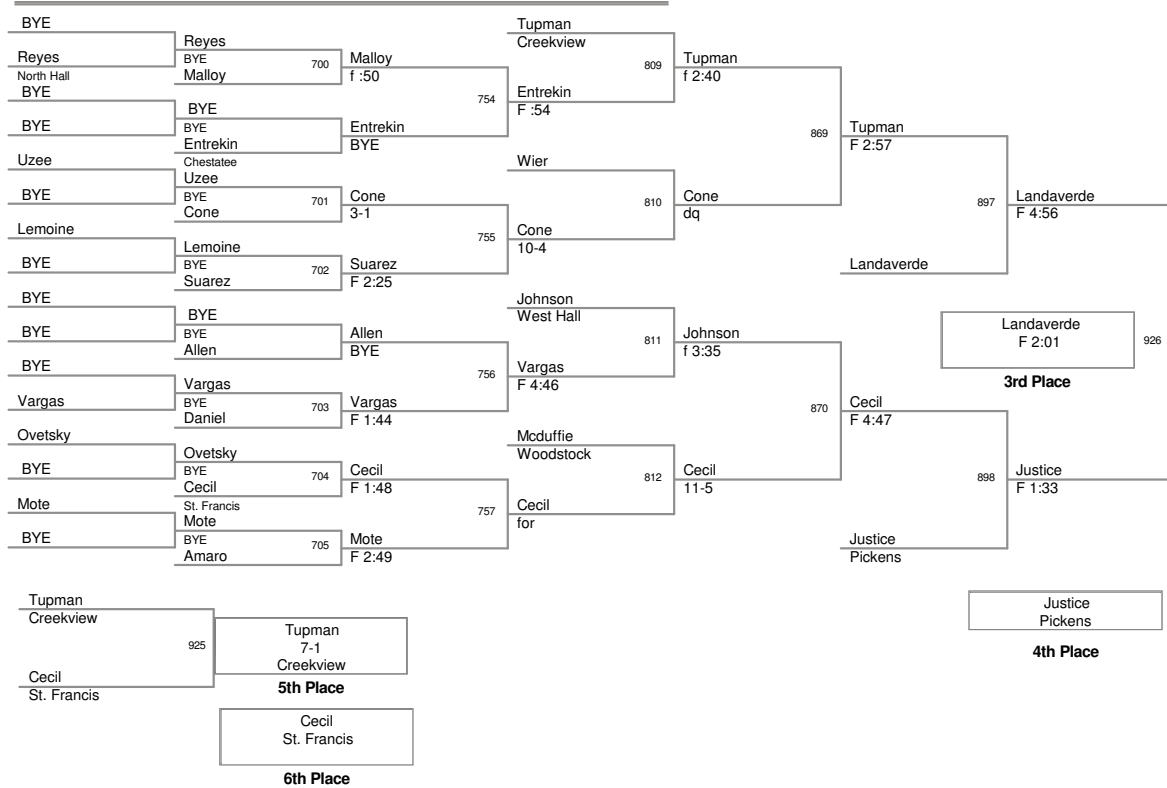 BYE
Reyes
North Hall
BYE
BYE
Uzee
BYE
Lemoine
BYE
BYE
BYE
BYE
Vargas
Ovetsky
BYE
Mote
BYE
Reyes
BYE
Malloy
700
BYE
BYE
Entrekin
Chestatee
Uzee
BYE
Cone
701
Lemoine
BYE
Suarez
702
BYE
BYE
Allen
Vargas
BYE
Daniel
703
Ovetsky
BYE
Cecil
704
St. Francis
Mote
BYE
Amaro
705
Malloy
f :50
754
Entrekin
BYE
Cone
3-1
755
Suarez
F 2:25
Allen
BYE
756
Vargas
F 1:44
Cecil
F 1:48
757
Mote
F 2:49
Tupman
Creekview
809
Entrekin
F :54
Wier
810
Cone
10-4
Johnson
West Hall
811
Vargas
F 4:46
Mcduffie
Woodstock
812
Cecil
for
Tupman
f 2:40
869
Cone
dq
Johnson
f 3:35
870
Cecil
11-5
Tupman
F 2:57
897
Landaverde
Cecil
F 4:47
898
Justice
Pickens
Landaverde
F 4:56
Landaverde
F 2:01
926
3rd Place
Justice
F 1:33
Justice
Pickens
4th Place
Tupman
Creekview
925
Cecil
St. Francis
Tupman
7-1
Creekview
5th Place
Cecil
St. Francis
6th Place